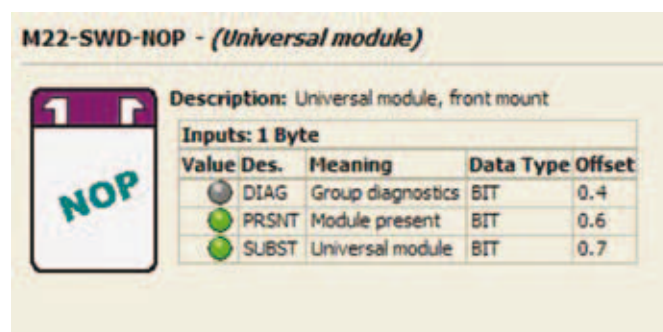 M22-SWD-NOP - (Universal module)
Description: Universal module, front mount
NOP
Inputs: 1 Byte
Value Des. Meaning Data Type Offset
DIAG Group diagnostics BIT 0.4
PRSNT Module present BIT 0.6
SUBST Universal module BIT 0.7